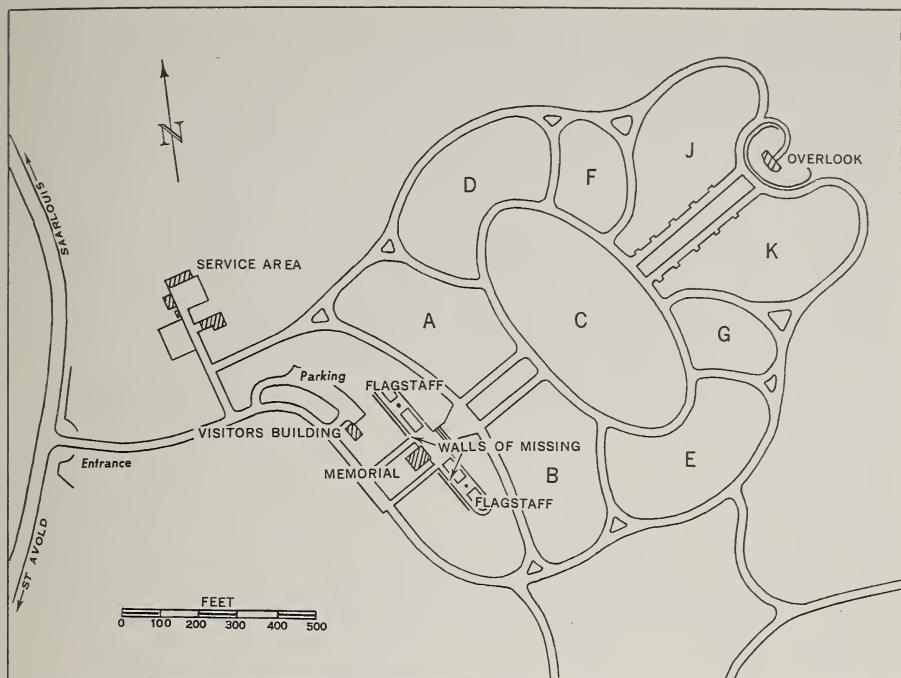 N
SAARLOUIS
SERVICE AREA
D
F
J
OVERLOOK
K
A
C
G
Parking
FLAGSTAFF
VISITORS BUILDING
WALLS OF MISSING
Entrance
MEMORIAL
B
E
FLAGSTAFF
ST AVOLD
FEET
0 100 200 300 400 500